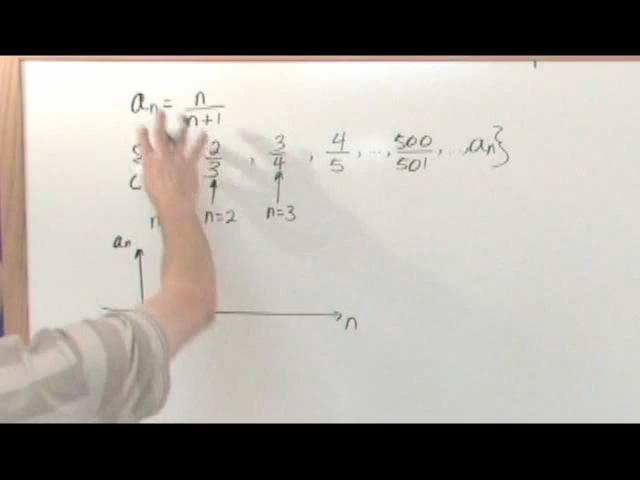 aₙ = n/(n+1)
2/3 , 3/4 , 4/5 , ..., 500/501, ..., aₙ}
n=2 n=3
aₙ
n